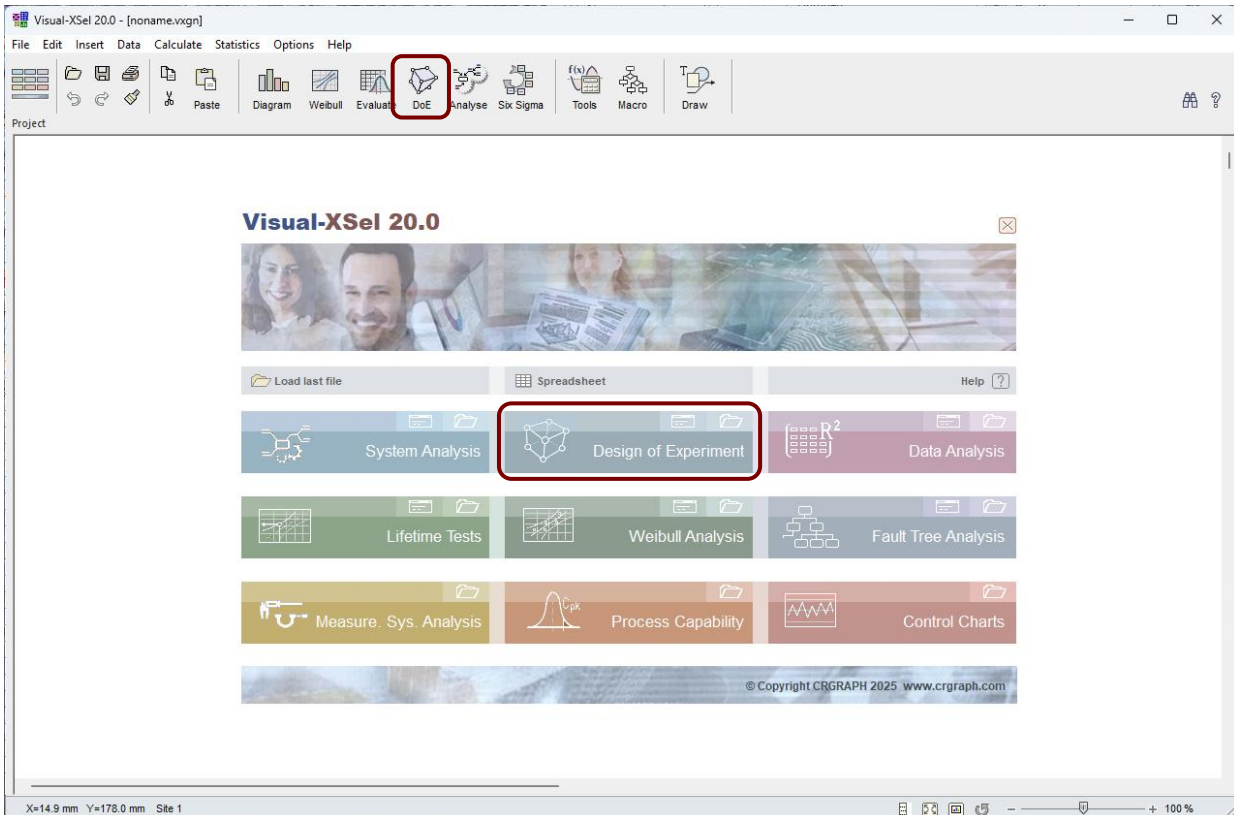 Visual-XSel 20.0 - [noname.vxgn]
File Edit Insert Data Calculate Statistics Options Help
Paste Diagram Weibull Evaluate DoE Analyse Six Sigma f(x) Tools Macro T Draw
Project
Visual-XSel 20.0
Load last file Spreadsheet Help ?
System Analysis Design of Experiment R² Data Analysis
Lifetime Tests Weibull Analysis Fault Tree Analysis
Measure. Sys. Analysis Cpk Process Capability Control Charts
© Copyright CRGRAPH 2025 www.crgraph.com
X=14.9 mm Y=178.0 mm Site 1 - + 100 %